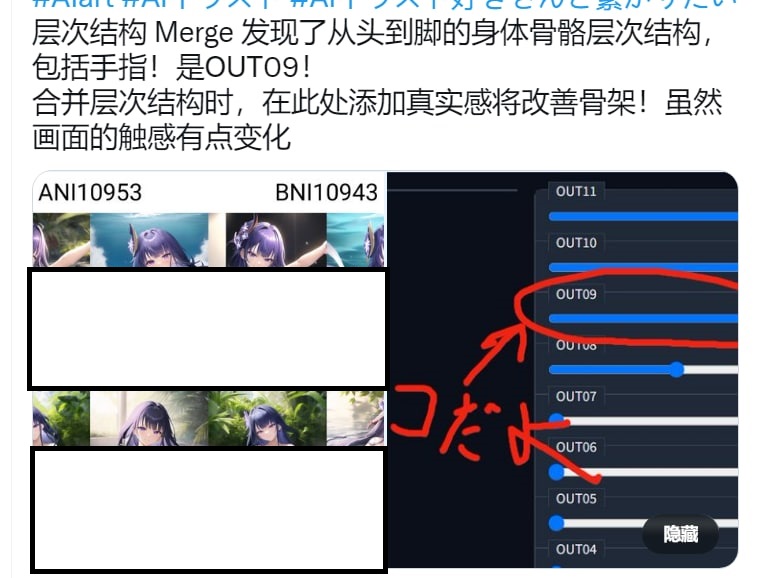 #AIart #AIイラスト #AIイラスト好きさんと繋がりたい
层次结构 Merge 发现了从头到脚的身体骨骼层次结构，
包括手指！是OUT09！
合并层次结构时，在此处添加真实感将改善骨架！虽然
画面的触感有点变化
ANI10953
BNI10943
OUT11
OUT10
OUT09
OUT08
OUT07
OUT06
OUT05
OUT04
コだよ
隐藏